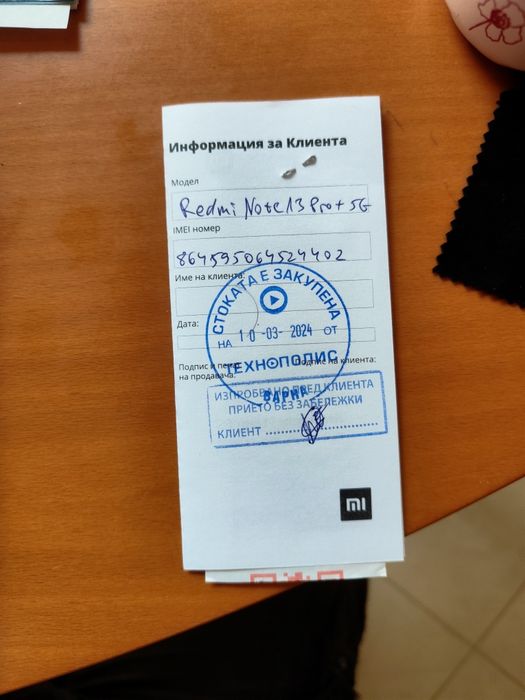 Информация за Клиента
Модел
Redmi Note 13 Pro+ 5G
IMEI номер
864595064524402
Име на клиента:
СТОКАТА Е ЗАКУПЕНА
Дата:
НА 10-03-2024 ОТ
ТЕХНОПОЛИС
Подпис и печат
на продавача:
Подпис на клиента:
ВАРНА
ИЗПРОБВАНО ПРЕД КЛИЕНТА
ПРИЕТО БЕЗ ЗАБЕЛЕЖКИ
КЛИЕНТ
mi